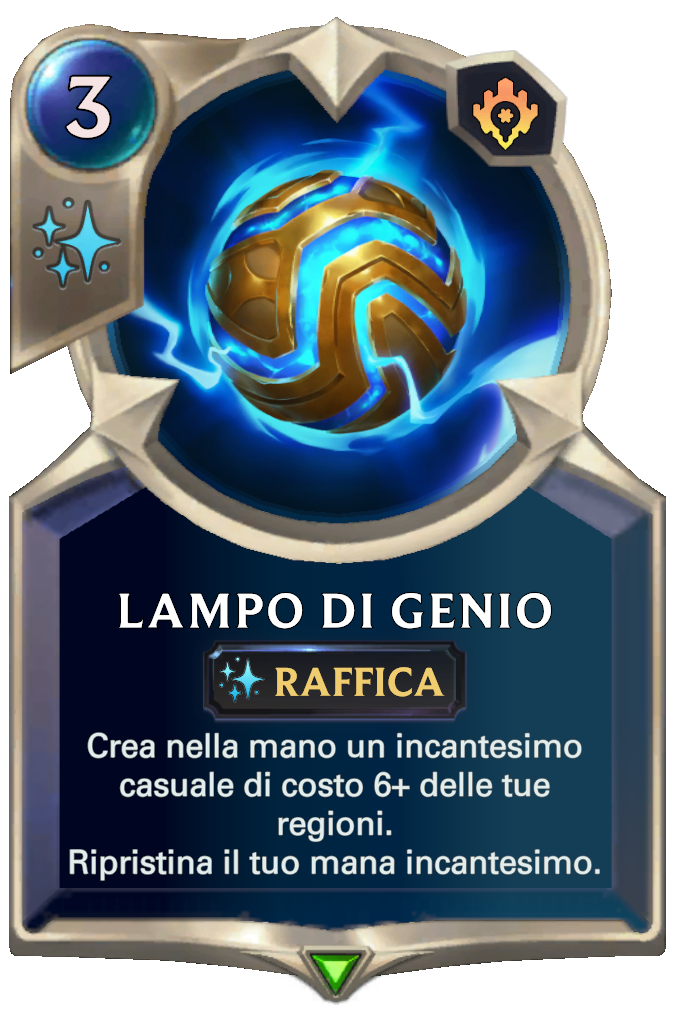 3
LAMPO DI GENIO
RAFFICA
Crea nella mano un incantesimo
casuale di costo 6+ delle tue
regioni.
Ripristina il tuo mana incantesimo.